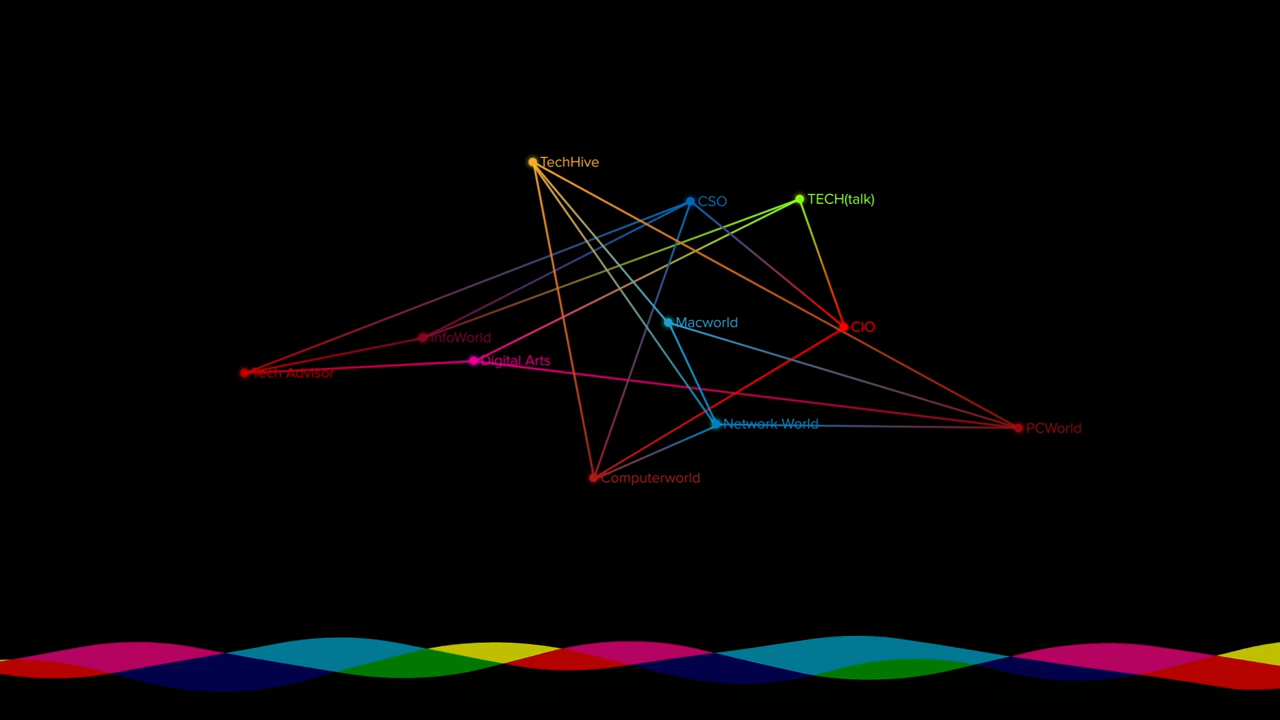 TechHive
CSO
TECH(talk)
Macworld
CIO
InfoWorld
Digital Arts
Tech Advisor
Network World
PCWorld
Computerworld